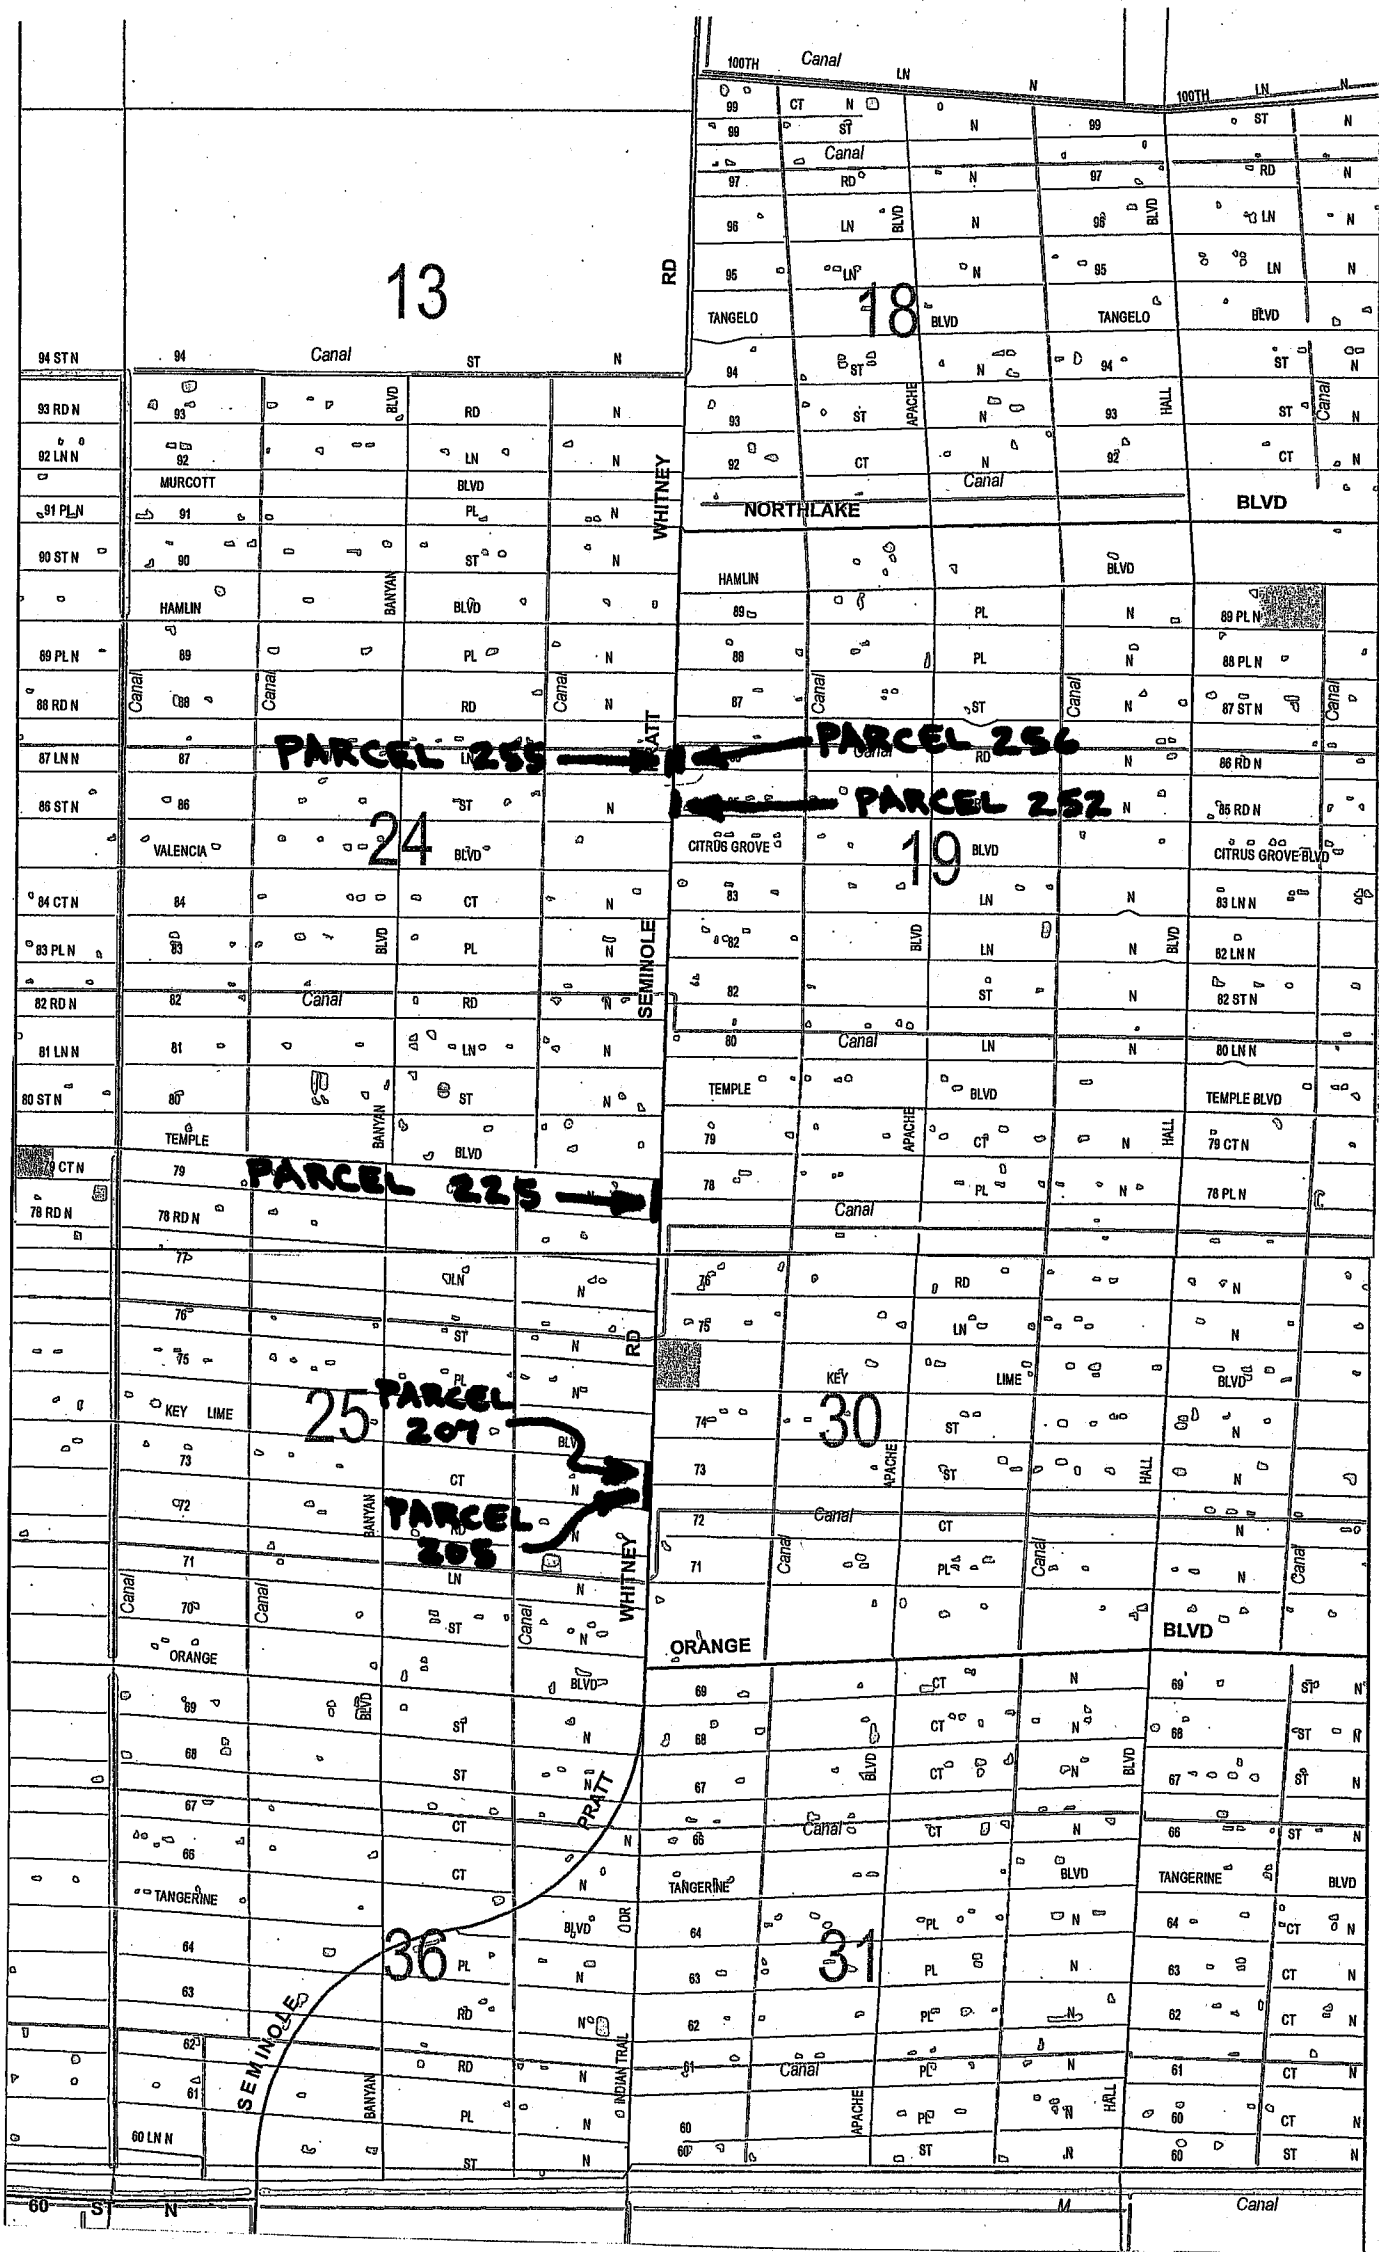 100TH Canal LN N 100TH LN N
99 CT N
99 ST N 99 ST N
Canal
97 RD N 97 RD N
96 LN BLVD N 96 BLVD LN N
95 LN N 95 LN N
13 RD 18
TANGELO BLVD TANGELO BLVD
94 ST N 94 Canal ST N
94 ST N 94 ST N
93 RD N 93 BLVD RD N
93 ST APACHE N 93 HALL ST Canal N
92 LN N 92 LN N
92 CT N 92 CT N
MURCOTT BLVD WHITNEY Canal
91 PL N 91 PL N
NORTHLAKE BLVD
90 ST N 90 ST N
HAMLIN BLVD
HAMLIN BANYAN BLVD
89 PL N 89 PL N
89 PL N 89 PL N
88 PL N 88 PL N
88 RD N Canal 88 Canal RD Canal N
87 Canal ST Canal N 87 ST N Canal
PRATT
PARCEL 255 PARCEL 256
87 LN N 87 LN Canal RD N 86 RD N
86 ST N 86 ST N
PARCEL 252 N 85 RD N
VALENCIA 24 BLVD
CITRUS GROVE 19 BLVD CITRUS GROVE BLVD
84 CT N 84 CT N
83 LN N 83 LN N
83 PL N 83 BLVD PL N
82 BLVD LN N BLVD 82 LN N
SEMINOLE
82 RD N 82 Canal RD N
82 ST N 82 ST N
81 LN N 81 LN N
80 Canal LN N 80 LN N
80 ST N 80 ST N
TEMPLE BLVD TEMPLE BLVD
TEMPLE BANYAN BLVD
79 APACHE CT N HALL 79 CT N
79 CT N 79
PARCEL 225
78 PL N 78 PL N
78 RD N 78 RD N
Canal
77 LN N
76 RD N
76 ST N RD
75 LN N
75 PL N
KEY LIME BLVD
KEY LIME 25 BLV
PARCEL
207
74 30 ST N
73 CT N
73 APACHE ST N HALL N
72 BANYAN N
PARCEL
205
72 Canal CT N
71 LN N
71 Canal PL Canal N Canal
Canal 70 Canal ST Canal N WHITNEY
ORANGE BLVD
ORANGE BLVD
69 BLVD ST N
69 CT N 69 ST N
68 ST N
68 CT N 68 ST N
67 BLVD CT N BLVD 67 ST N
67 CT N PRATT
66 Canal CT N 66 ST N
66 CT N
TANGERINE BLVD DR
TANGERINE BLVD TANGERINE BLVD
64 PL N 64 CT N
64 36 PL N
63 31 PL N 63 CT N
63 RD N
SEMINOLE
62 PL N 62 CT N
62 RD N INDIAN TRAIL
61 Canal PL N 61 CT N
61 BANYAN PL N
60 APACHE PL N HALL 60 CT N
60 LN N ST N
60 ST N 60 ST N
60 ST N M Canal